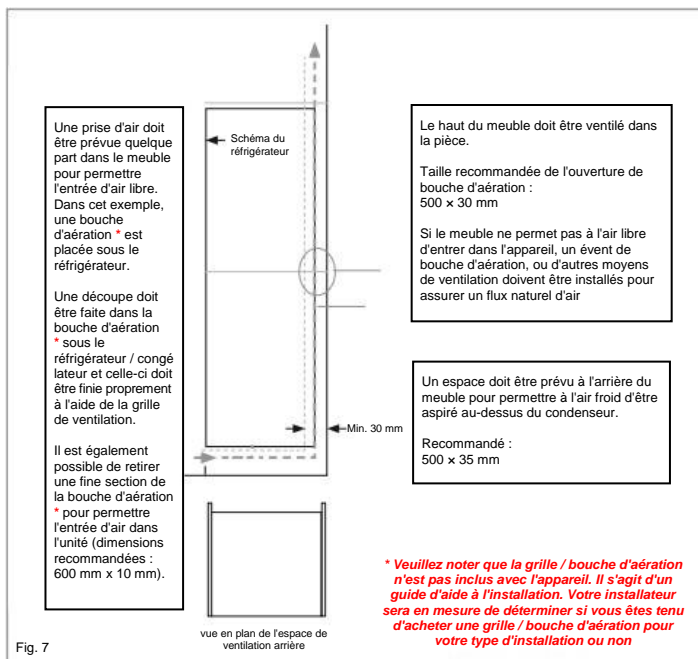 Une prise d'air doit
être prévue quelque
part dans le meuble
pour permettre
l'entrée d'air libre.
Dans cet exemple,
une bouche
d'aération * est
placée sous le
réfrigérateur.
Une découpe doit
être faite dans la
bouche d'aération
* sous le
réfrigérateur / congé
lateur et celle-ci doit
être finie proprement
à l'aide de la grille
de ventilation.
Il est également
possible de retirer
une fine section de
la bouche d'aération
* pour permettre
l'entrée d'air dans
l'unité (dimensions
recommandées :
600 mm x 10 mm).
Schéma du
réfrigérateur
Min. 30 mm
vue en plan de l'espace de
ventilation arrière
Le haut du meuble doit être ventilé dans
la pièce.
Taille recommandée de l'ouverture de
bouche d'aération :
500 × 30 mm
Si le meuble ne permet pas à l'air libre
d'entrer dans l'appareil, un évent de
bouche d'aération, ou d'autres moyens
de ventilation doivent être installés pour
assurer un flux naturel d'air
Un espace doit être prévu à l'arrière du
meuble pour permettre à l'air froid d'être
aspiré au-dessus du condenseur.
Recommandé :
500 × 35 mm
* Veuillez noter que la grille / bouche d'aération
n'est pas inclus avec l'appareil. Il s'agit d'un
guide d'aide à l'installation. Votre installateur
sera en mesure de déterminer si vous êtes tenu
d'acheter une grille / bouche d'aération pour
votre type d'installation ou non
Fig. 7